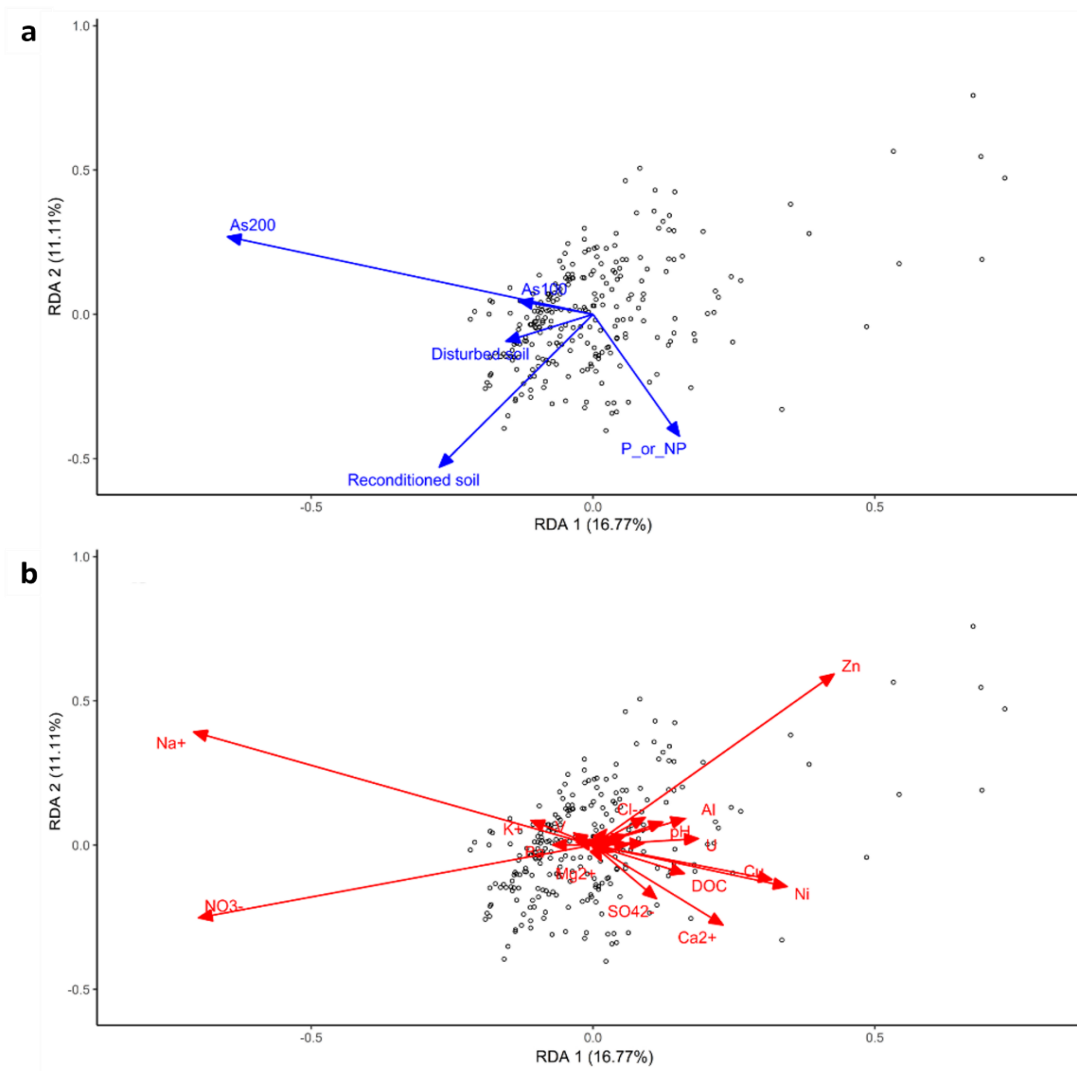 a
1.0
0.5
0.0
-0.5
RDA 2 (11.11%)
As200
As100
Disturbed soil
Reconditioned soil
P_or_NP
-0.5
0.0
0.5
RDA 1 (16.77%)
b
1.0
0.5
0.0
-0.5
RDA 2 (11.11%)
Zn
Na+
Cl-
Al
K+
pH
U
Mg2+
Cu
DOC
Ni
NO3-
SO42-
Ca2+
-0.5
0.0
0.5
RDA 1 (16.77%)